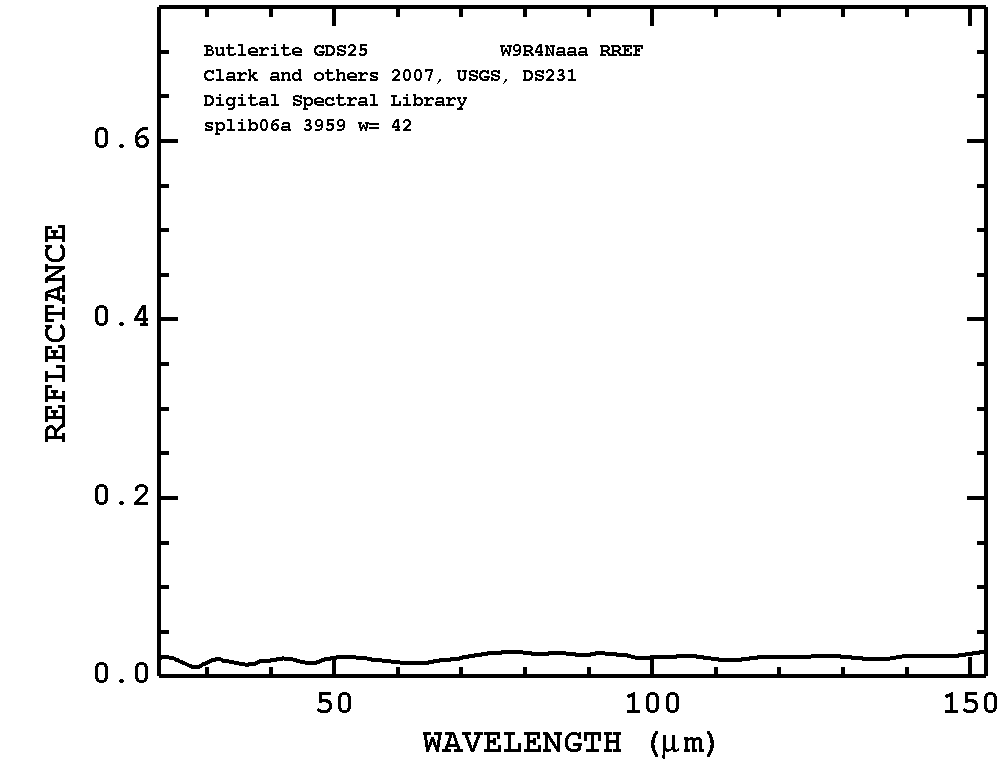 Butlerite GDS25 W9R4Naaa RREF
Clark and others 2007, USGS, DS231
Digital Spectral Library
splib06a 3959 w= 42
0.6
0.4
0.2
0.0
REFLECTANCE
50 100 150
WAVELENGTH (μm)